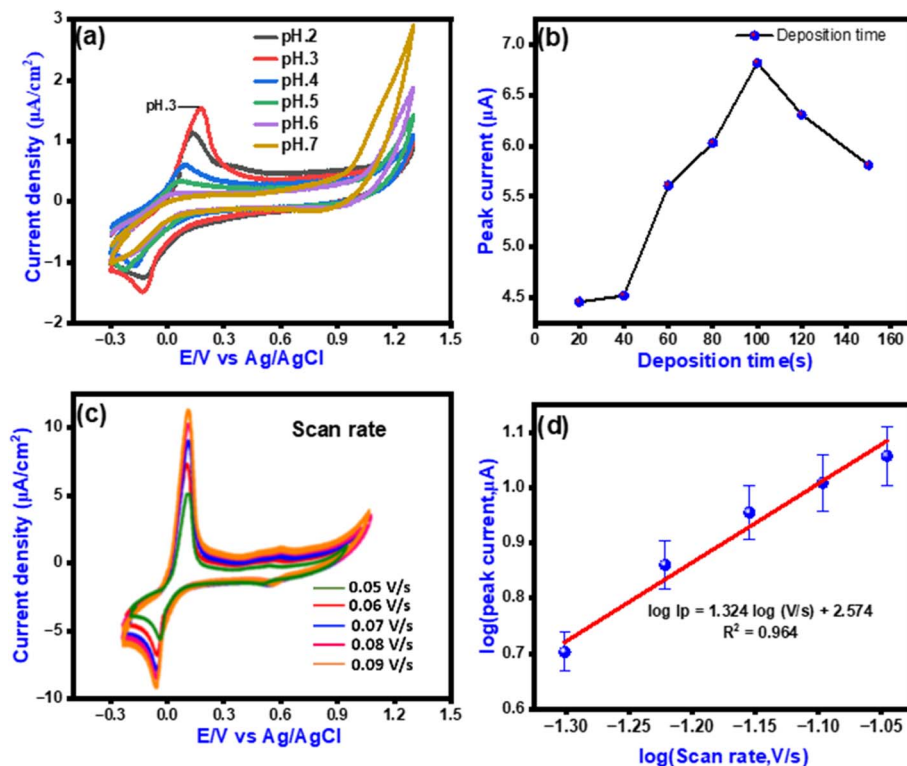 (a)
pH.2
pH.3
pH.4
pH.5
pH.6
pH.7
pH.3
Current density (µA/cm²)
3
2
1
0
−1
−2
−0.3 0.0 0.3 0.6 0.9 1.2 1.5
E/V vs Ag/AgCl
(b)
Deposition time
Peak current (µA)
7.0
6.5
6.0
5.5
5.0
4.5
0 20 40 60 80 100 120 140 160
Deposition time(s)
(c)
Scan rate
Current density (µA/cm²)
10
5
0
−5
−10
0.05 V/s
0.06 V/s
0.07 V/s
0.08 V/s
0.09 V/s
−0.3 0.0 0.3 0.6 0.9 1.2 1.5
E/V vs Ag/AgCl
(d)
log(peak current,µA)
1.1
1.0
0.9
0.8
0.7
0.6
log Ip = 1.324 log (V/s) + 2.574
R² = 0.964
−1.30 −1.25 −1.20 −1.15 −1.10 −1.05
log(Scan rate,V/s)